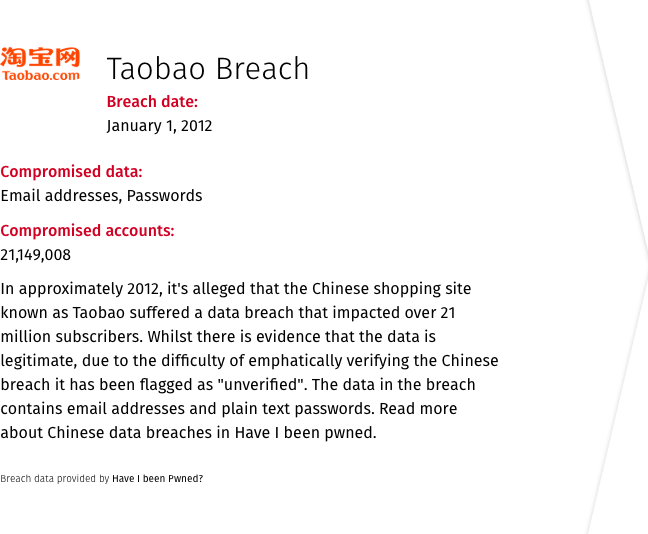 淘宝网
Taobao.com
Taobao Breach
Breach date:
January 1, 2012
Compromised data:
Email addresses, Passwords
Compromised accounts:
21,149,008
In approximately 2012, it's alleged that the Chinese shopping site
known as Taobao suffered a data breach that impacted over 21
million subscribers. Whilst there is evidence that the data is
legitimate, due to the difficulty of emphatically verifying the Chinese
breach it has been flagged as "unverified". The data in the breach
contains email addresses and plain text passwords. Read more
about Chinese data breaches in Have I been pwned.
Breach data provided by Have I been Pwned?